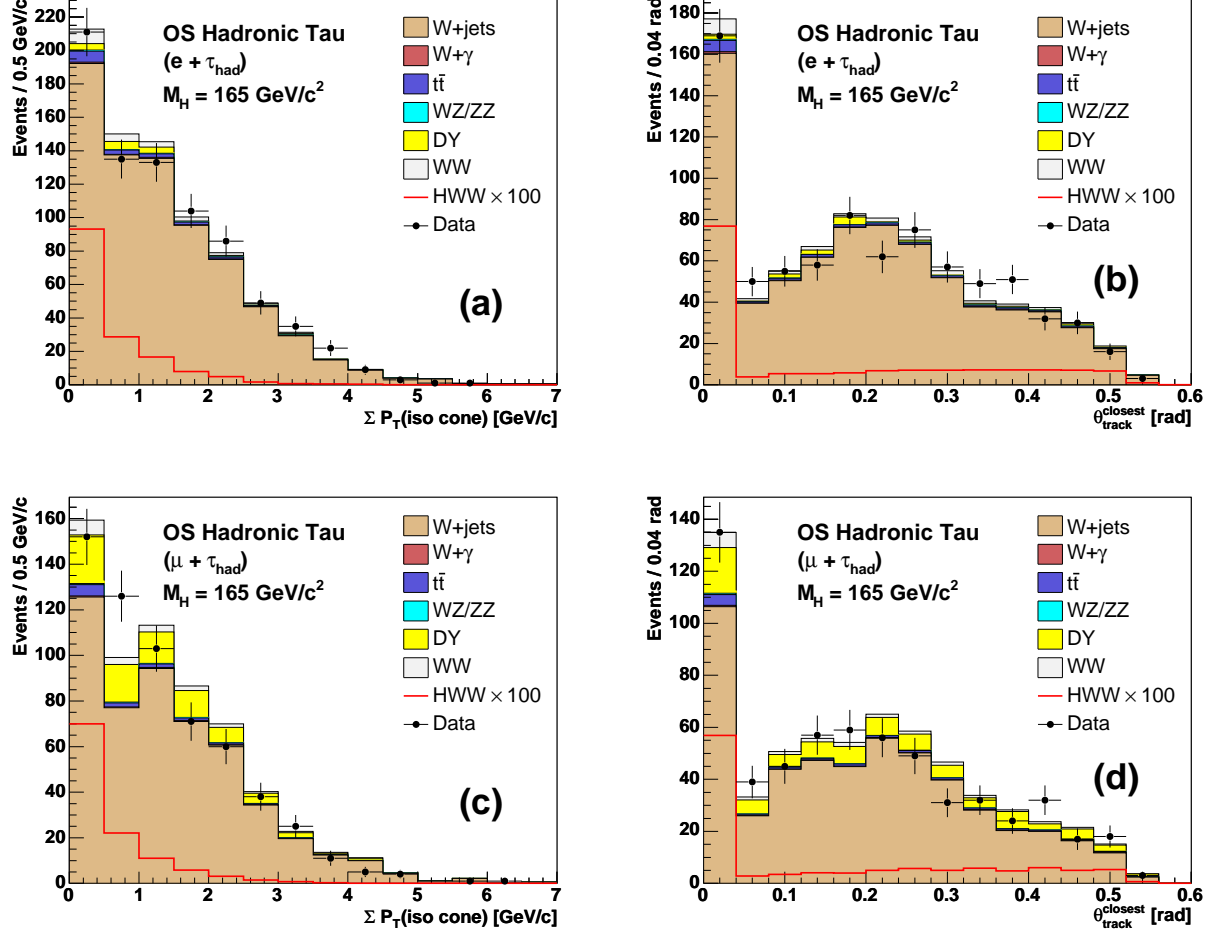 Events / 0.5 GeV/c
220
200
180
160
140
120
100
80
60
40
20
0
OS Hadronic Tau
(e + τhad)
M_H = 165 GeV/c²
W+jets
W+γ
tt̄
WZ/ZZ
DY
WW
HWW × 100
Data
(a)
0 1 2 3 4 5 6 7
Σ P_T(iso cone) [GeV/c]
Events / 0.04 rad
180
160
140
120
100
80
60
40
20
0
OS Hadronic Tau
(e + τhad)
M_H = 165 GeV/c²
W+jets
W+γ
tt̄
WZ/ZZ
DY
WW
HWW × 100
Data
(b)
0 0.1 0.2 0.3 0.4 0.5 0.6
θ^closest_track [rad]
Events / 0.5 GeV/c
160
140
120
100
80
60
40
20
0
OS Hadronic Tau
(μ + τhad)
M_H = 165 GeV/c²
W+jets
W+γ
tt̄
WZ/ZZ
DY
WW
HWW × 100
Data
(c)
0 1 2 3 4 5 6 7
Σ P_T(iso cone) [GeV/c]
Events / 0.04 rad
140
120
100
80
60
40
20
0
OS Hadronic Tau
(μ + τhad)
M_H = 165 GeV/c²
W+jets
W+γ
tt̄
WZ/ZZ
DY
WW
HWW × 100
Data
(d)
0 0.1 0.2 0.3 0.4 0.5 0.6
θ^closest_track [rad]